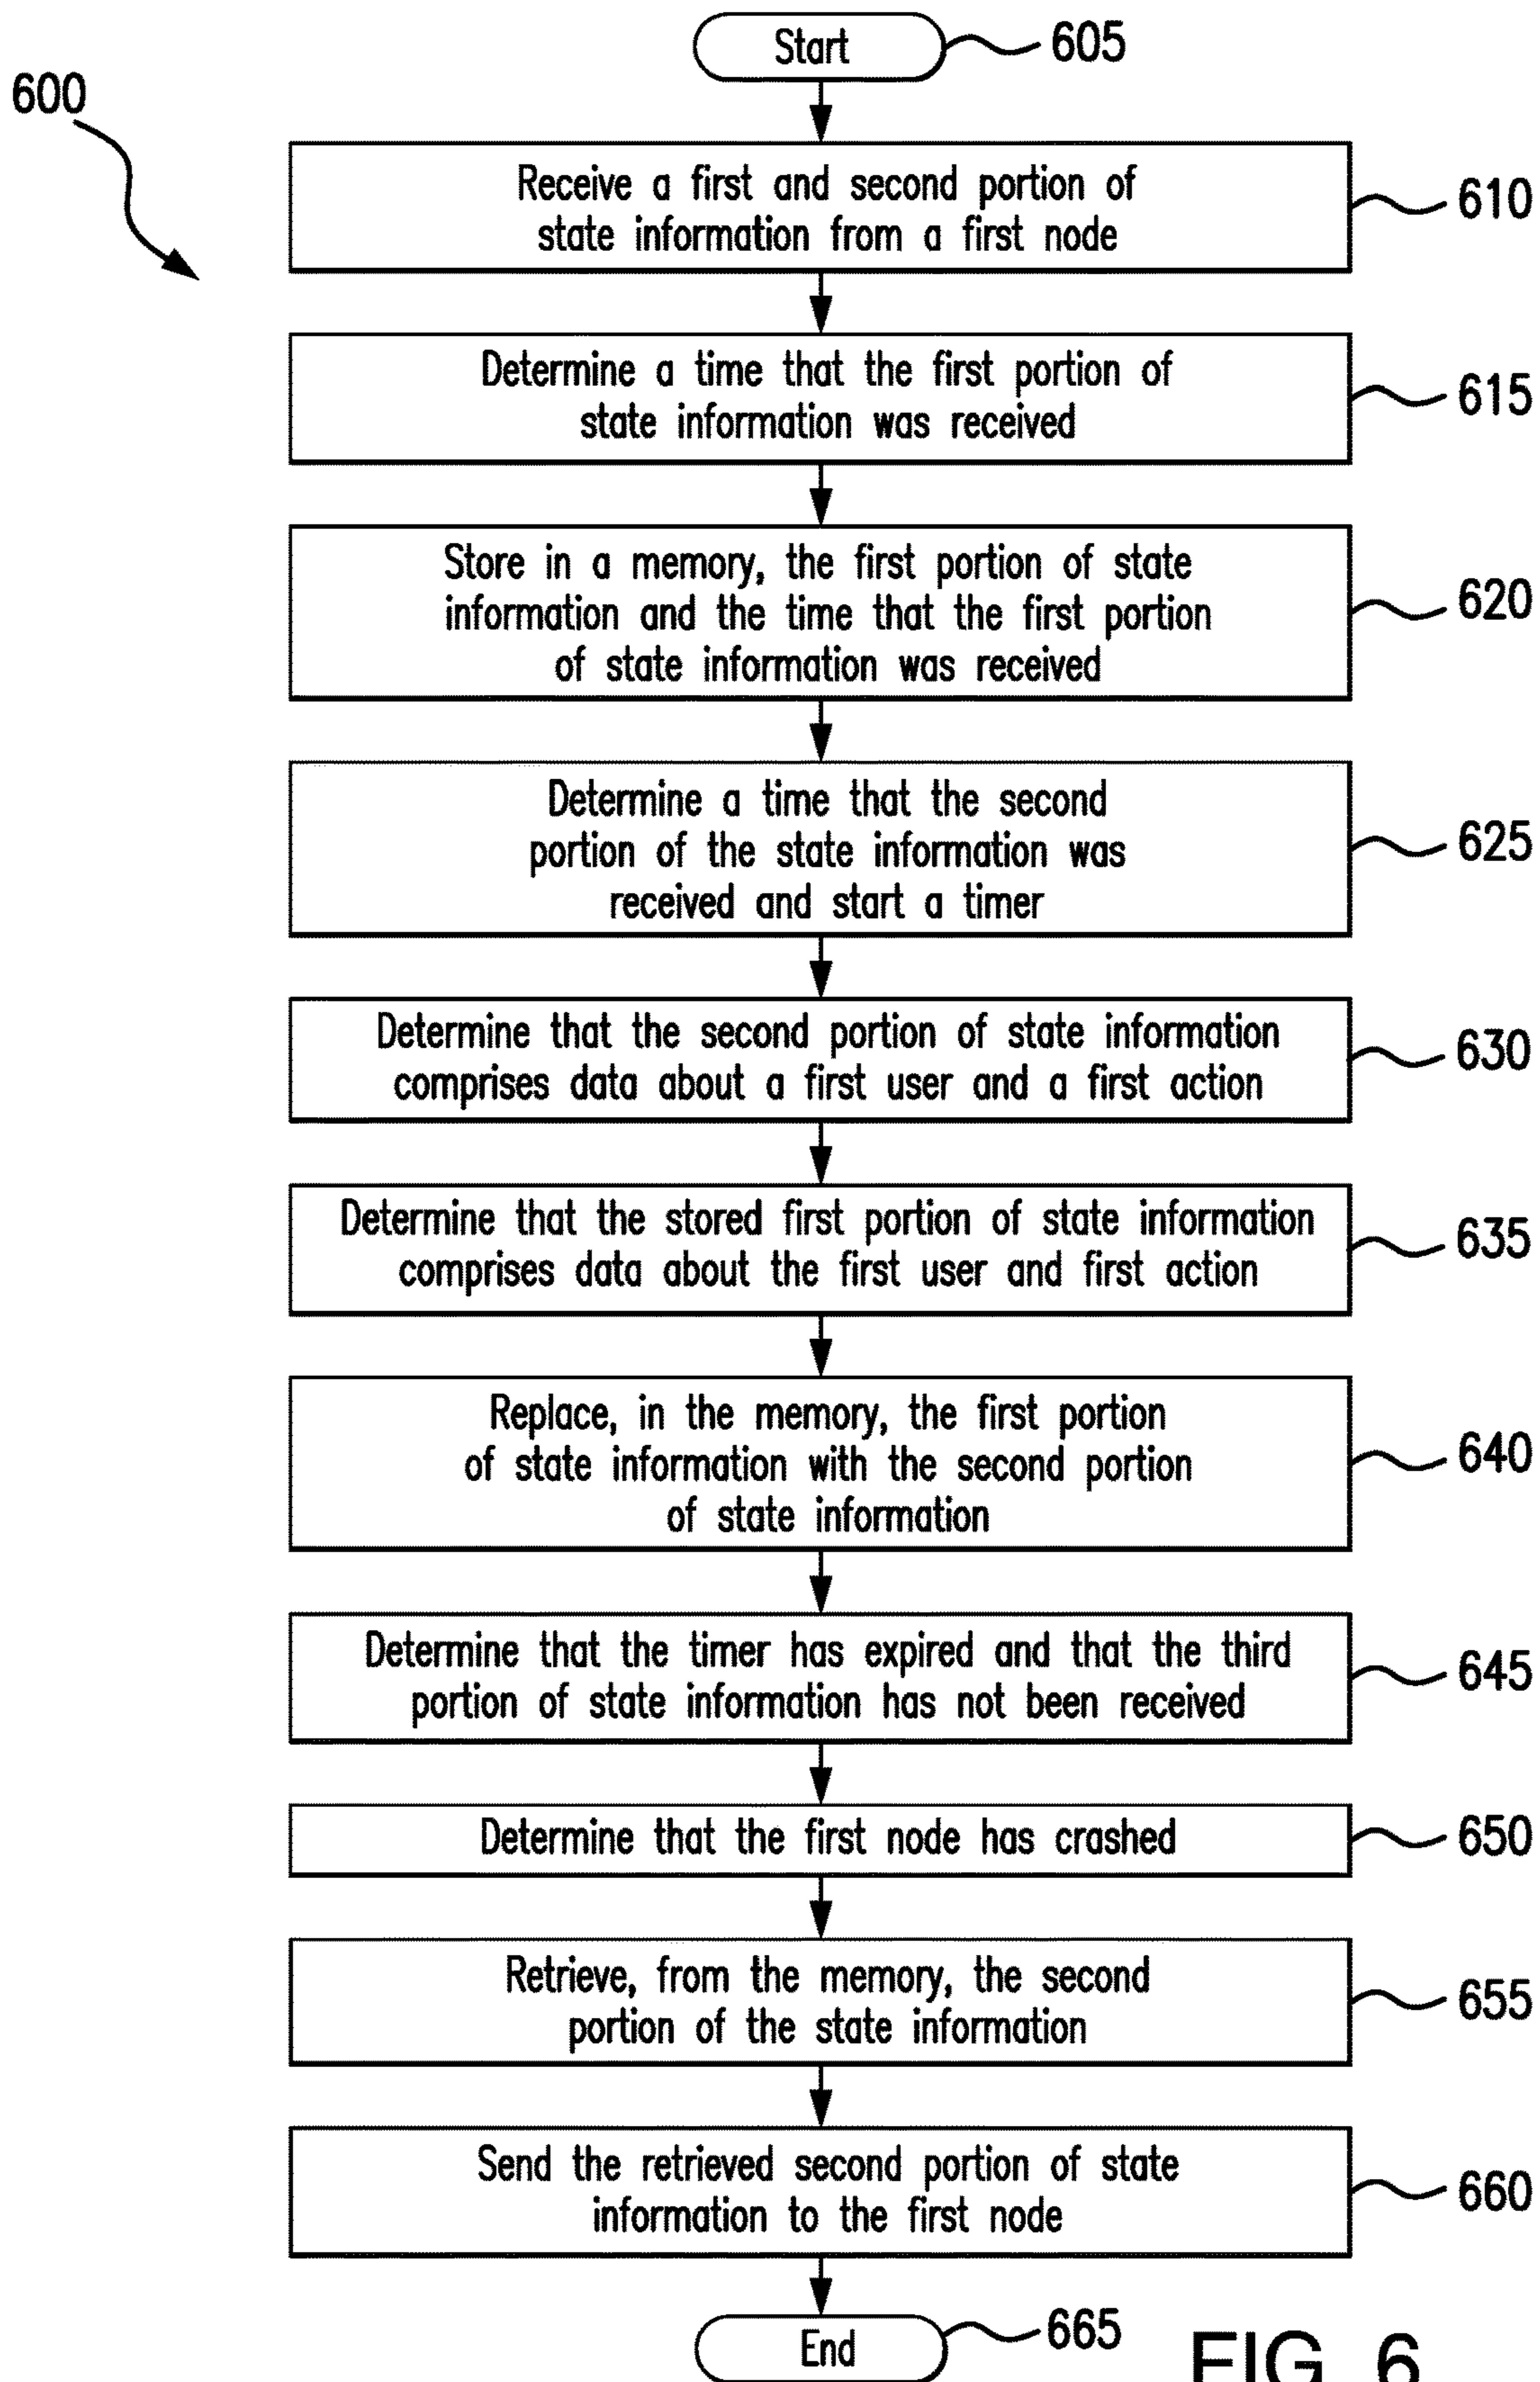 Start
605
600
Receive a first and second portion of
state information from a first node
610
Determine a time that the first portion of
state information was received
615
Store in a memory, the first portion of state
information and the time that the first portion
of state information was received
620
Determine a time that the second
portion of the state information was
received and start a timer
625
Determine that the second portion of state information
comprises data about a first user and a first action
630
Determine that the stored first portion of state information
comprises data about the first user and first action
635
Replace, in the memory, the first portion
of state information with the second portion
of state information
640
Determine that the timer has expired and that the third
portion of state information has not been received
645
Determine that the first node has crashed
650
Retrieve, from the memory, the second
portion of the state information
655
Send the retrieved second portion of state
information to the first node
660
End
665
FIG. 6